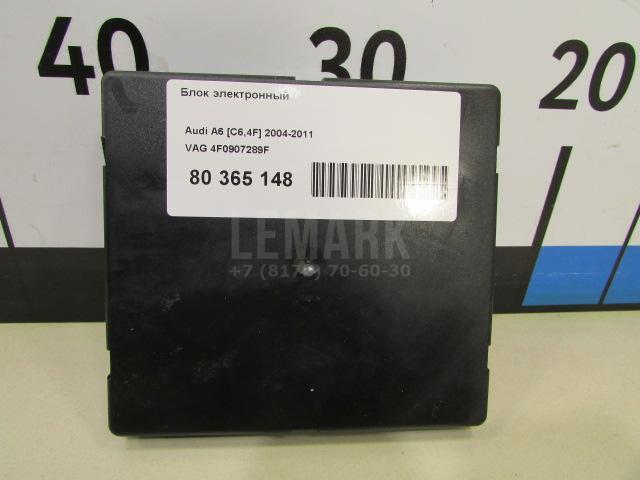 40 30 20
Блок электронный
Audi A6 [C6,4F] 2004-2011
VAG 4F0907289F
80 365 148
LEMARK